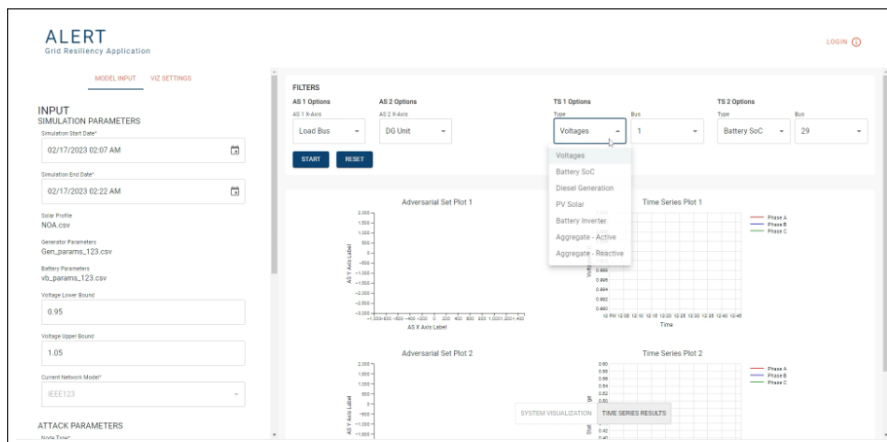 ALERT
Grid Resiliency Application
LOGIN
MODEL INPUT VIZ SETTINGS
INPUT
SIMULATION PARAMETERS
Simulation Start Date*
02/17/2023 02:07 AM
Simulation End Date*
02/17/2023 02:22 AM
Solar Profile
NOA.csv
Generator Parameters
Gen_params_123.csv
Battery Parameters
vb_params_123.csv
Voltage Lower Bound
0.95
Voltage Upper Bound
1.05
Current Network Model*
IEEE123
ATTACK PARAMETERS
Node Type*
FILTERS
AS 1 Options AS 2 Options TS 1 Options TS 2 Options
AS 1 X-Axis AS 2 X-Axis Type Bus Type Bus
Load Bus DG Unit Voltages 1 Battery SoC 29
START RESET
Voltages
Battery SoC
Diesel Generation
PV Solar
Battery Inverter
Aggregate - Active
Aggregate - Reactive
Adversarial Set Plot 1
AS Y Axis Label
AS X Axis Label
Time Series Plot 1
Phase A
Phase B
Phase C
Time
Adversarial Set Plot 2
AS Y Axis Label
Time Series Plot 2
Phase A
Phase B
Phase C
SYSTEM VISUALIZATION TIME SERIES RESULTS